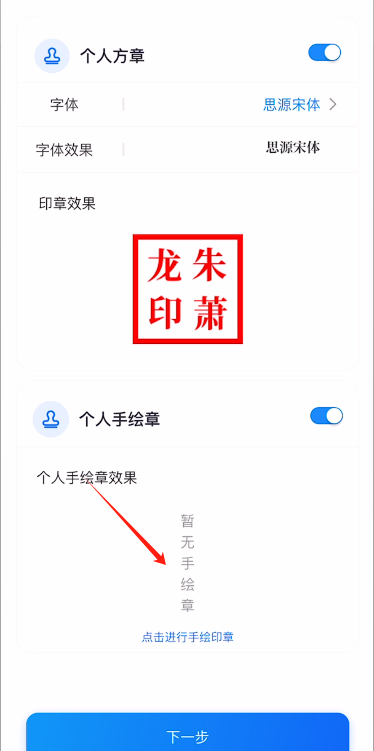 个人方章
字体
思源宋体
字体效果
思源宋体
印章效果
龙朱
印萧
个人手绘章
个人手绘章效果
暂
无
手
绘
章
点击进行手绘印章
下一步